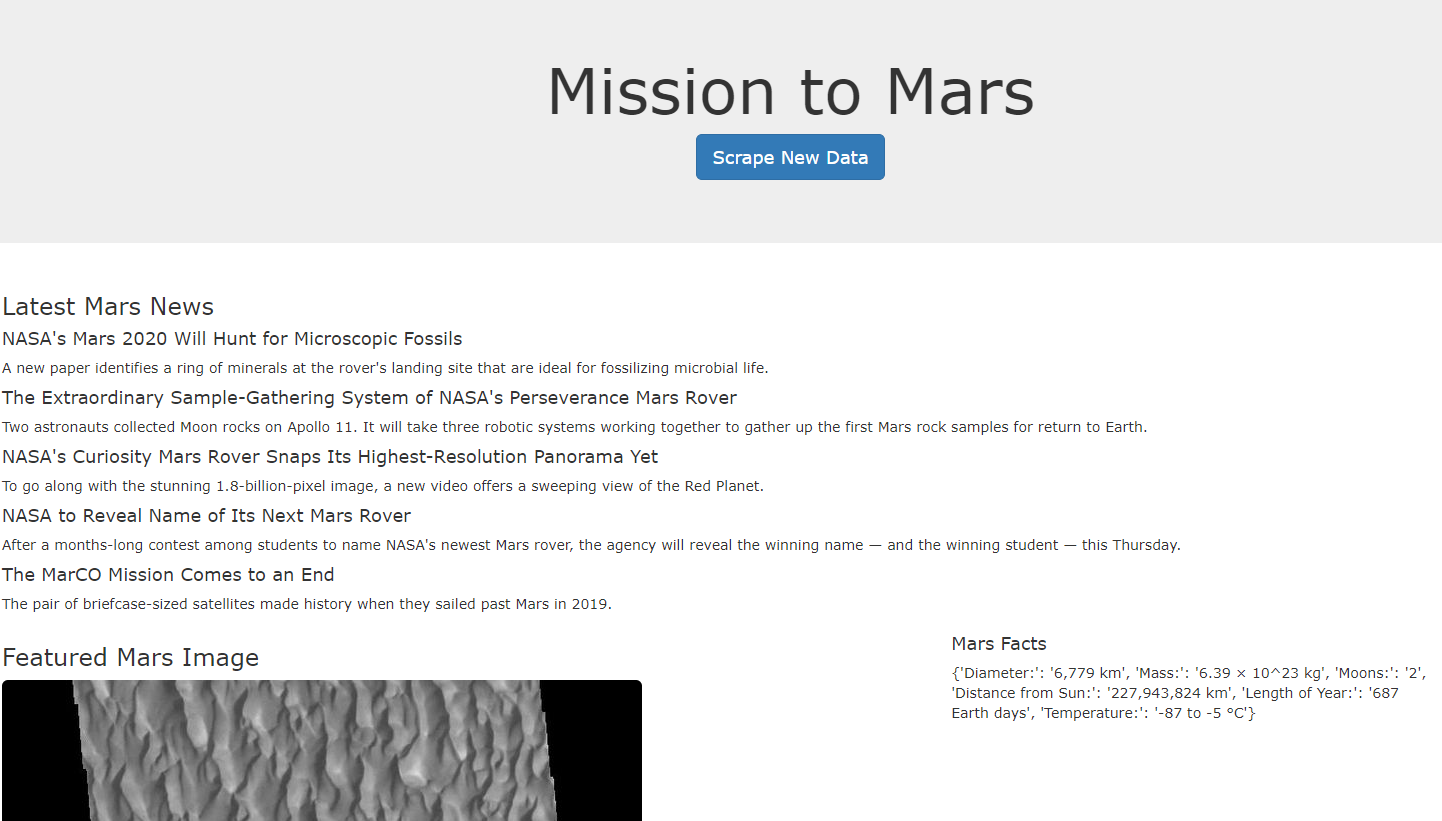 Mission to Mars
Scrape New Data
Latest Mars News
NASA's Mars 2020 Will Hunt for Microscopic Fossils
A new paper identifies a ring of minerals at the rover's landing site that are ideal for fossilizing microbial life.
The Extraordinary Sample-Gathering System of NASA's Perseverance Mars Rover
Two astronauts collected Moon rocks on Apollo 11. It will take three robotic systems working together to gather up the first Mars rock samples for return to Earth.
NASA's Curiosity Mars Rover Snaps Its Highest-Resolution Panorama Yet
To go along with the stunning 1.8-billion-pixel image, a new video offers a sweeping view of the Red Planet.
NASA to Reveal Name of Its Next Mars Rover
After a months-long contest among students to name NASA's newest Mars rover, the agency will reveal the winning name — and the winning student — this Thursday.
The MarCO Mission Comes to an End
The pair of briefcase-sized satellites made history when they sailed past Mars in 2019.
Featured Mars Image
Mars Facts
{'Diameter:': '6,779 km', 'Mass:': '6.39 × 10^23 kg', 'Moons:': '2',
'Distance from Sun:': '227,943,824 km', 'Length of Year:': '687
Earth days', 'Temperature:': '-87 to -5 °C'}